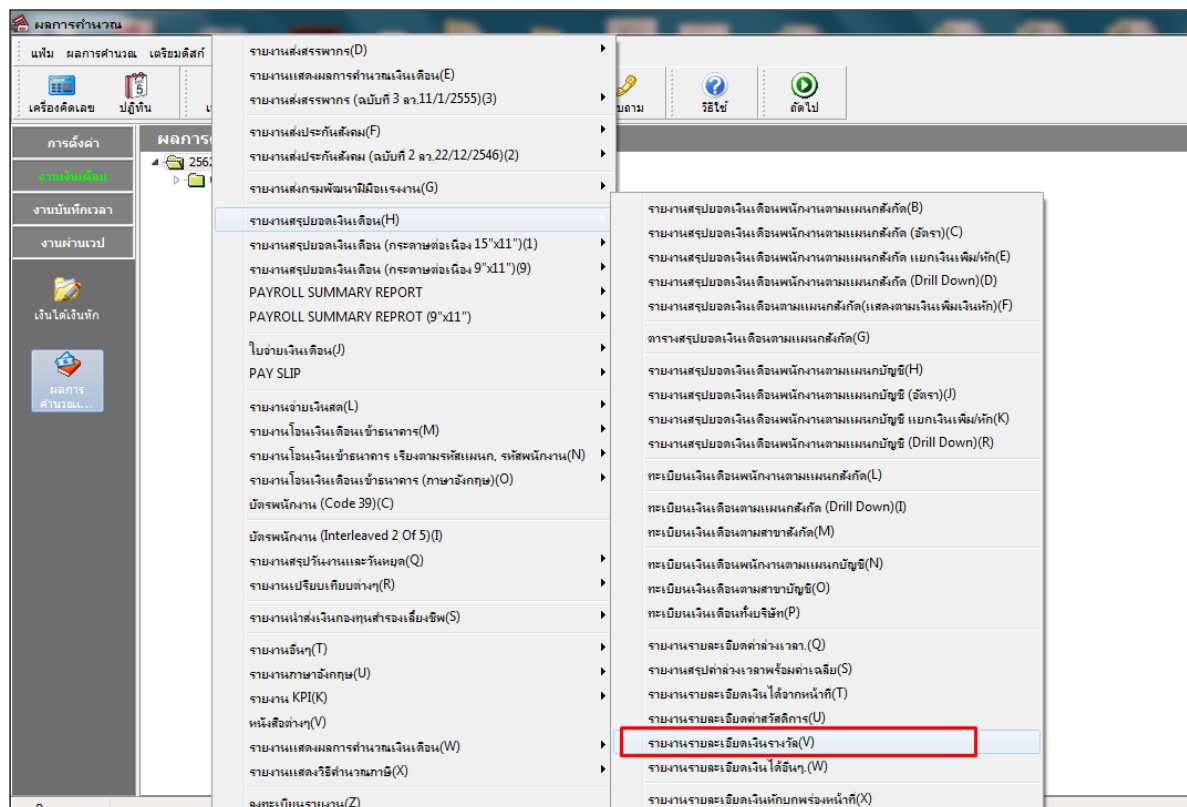 ผลการคำนวณ
แฟ้ม ผลการคำนวณ เตรียมดิสก์
เครื่องคิดเลข ปฏิทิน วิธีใช้ ถัดไป
การตั้งค่า
งานเงินเดือน
งานบันทึกเวลา
งานผ่านเวป
เงินได้เงินหัก
ผลการ
คำนวณแ...
2562
รายงานส่งสรรพากร(D)
รายงานแสดงผลการคำนวณเงินเดือน(E)
รายงานส่งสรรพากร (ฉบับที่ 3 ลว.11/1/2555)(3)
รายงานส่งประกันสังคม(F)
รายงานส่งประกันสังคม (ฉบับที่ 2 ลว.22/12/2546)(2)
รายงานส่งกรมพัฒนาฝีมือแรงงาน(G)
รายงานสรุปยอดเงินเดือน(H)
รายงานสรุปยอดเงินเดือน (กระดาษต่อเนื่อง 15"x11")(1)
รายงานสรุปยอดเงินเดือน (กระดาษต่อเนื่อง 9"x11")(9)
PAYROLL SUMMARY REPORT
PAYROLL SUMMARY REPROT (9"x11")
ใบจ่ายเงินเดือน(J)
PAY SLIP
รายงานจ่ายเงินสด(L)
รายงานโอนเงินเดือนเข้าธนาคาร(M)
รายงานโอนเงินเข้าธนาคาร เรียงตามรหัสแผนก, รหัสพนักงาน(N)
รายงานโอนเงินเดือนเข้าธนาคาร (ภาษาอังกฤษ)(O)
บัตรพนักงาน (Code 39)(C)
บัตรพนักงาน (Interleaved 2 Of 5)(I)
รายงานสรุปวันงานและวันหยุด(Q)
รายงานเปรียบเทียบต่างๆ(R)
รายงานนำส่งเงินกองทุนสำรองเลี้ยงชีพ(S)
รายงานอื่นๆ(T)
รายงานภาษาอังกฤษ(U)
รายงาน KPI(K)
หนังสือต่างๆ(V)
รายงานแสดงผลการคำนวณเงินเดือน(W)
รายงานแสดงวิธีคำนวณภาษี(X)
ลงทะเบียนรายงาน(Z)
รายงานสรุปยอดเงินเดือนพนักงานตามแผนกสังกัด(B)
รายงานสรุปยอดเงินเดือนพนักงานตามแผนกสังกัด (อัตรา)(C)
รายงานสรุปยอดเงินเดือนพนักงานตามแผนกสังกัด แยกเงินเพิ่ม/หัก(E)
รายงานสรุปยอดเงินเดือนพนักงานตามแผนกสังกัด (Drill Down)(D)
รายงานสรุปยอดเงินเดือนตามแผนกสังกัด(แสดงตามเงินเพิ่มเงินหัก)(F)
ตารางสรุปยอดเงินเดือนตามแผนกสังกัด(G)
รายงานสรุปยอดเงินเดือนพนักงานตามแผนกบัญชี(H)
รายงานสรุปยอดเงินเดือนพนักงานตามแผนกบัญชี (อัตรา)(J)
รายงานสรุปยอดเงินเดือนพนักงานตามแผนกบัญชี แยกเงินเพิ่ม/หัก(K)
รายงานสรุปยอดเงินเดือนพนักงานตามแผนกบัญชี (Drill Down)(R)
ทะเบียนเงินเดือนพนักงานตามแผนกสังกัด(L)
ทะเบียนเงินเดือนตามแผนกสังกัด (Drill Down)(I)
ทะเบียนเงินเดือนตามสาขาสังกัด(M)
ทะเบียนเงินเดือนพนักงานตามแผนกบัญชี(N)
ทะเบียนเงินเดือนตามสาขาบัญชี(O)
ทะเบียนเงินเดือนทั้งบริษัท(P)
รายงานรายละเอียดค่าล่วงเวลา.(Q)
รายงานสรุปค่าล่วงเวลาพร้อมค่าเฉลี่ย(S)
รายงานรายละเอียดเงินได้จากหน้าที่(T)
รายงานรายละเอียดค่าสวัสดิการ(U)
รายงานรายละเอียดเงินรางวัล(V)
รายงานรายละเอียดเงินได้อื่นๆ.(W)
รายงานรายละเอียดเงินหักบกพร่องหน้าที่(X)